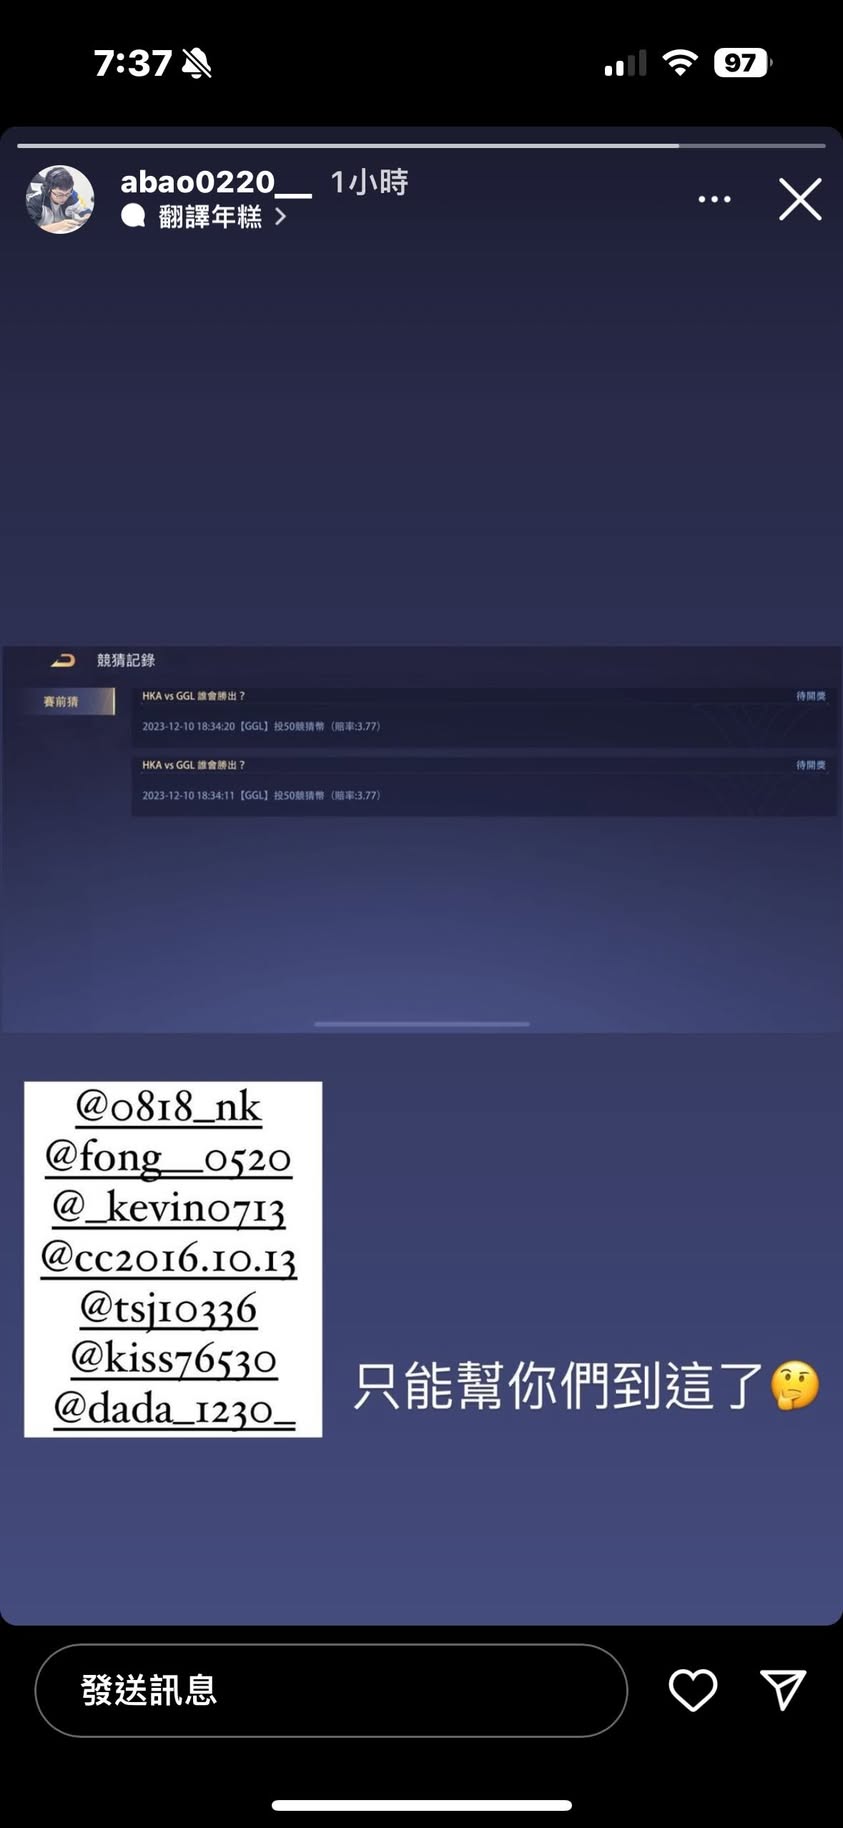 7:37
97
abao0220__ 1小時
翻譯年糕 >
競猜記錄
賽前猜
HKA vs GGL 誰會勝出？ 待開獎
2023-12-10 18:34:20【GGL】投50競猜幣（賠率:3.77）
HKA vs GGL 誰會勝出？ 待開獎
2023-12-10 18:34:11【GGL】投50競猜幣（賠率:3.77）
@0818_nk
@fong__0520
@_kevin0713
@cc2016.10.13
@tsj10336
@kiss76530
@dada_1230_
只能幫你們到這了🤔
發送訊息